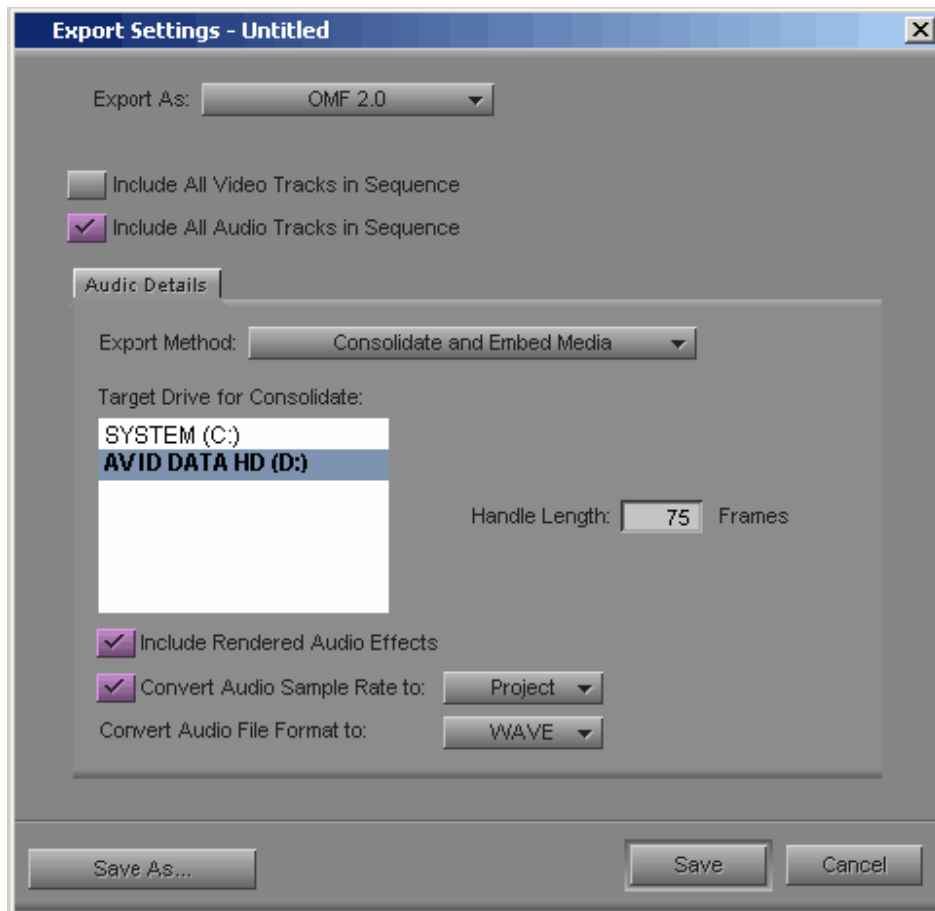 Export Settings - Untitled
Export As: OMF 2.0
Include All Video Tracks in Sequence
Include All Audio Tracks in Sequence
Audio Details
Export Method: Consolidate and Embed Media
Target Drive for Consolidate:
SYSTEM (C:)
AVID DATA HD (D:)
Handle Length: 75 Frames
Include Rendered Audio Effects
Convert Audio Sample Rate to: Project
Convert Audio File Format to: WAVE
Save As...
Save
Cancel